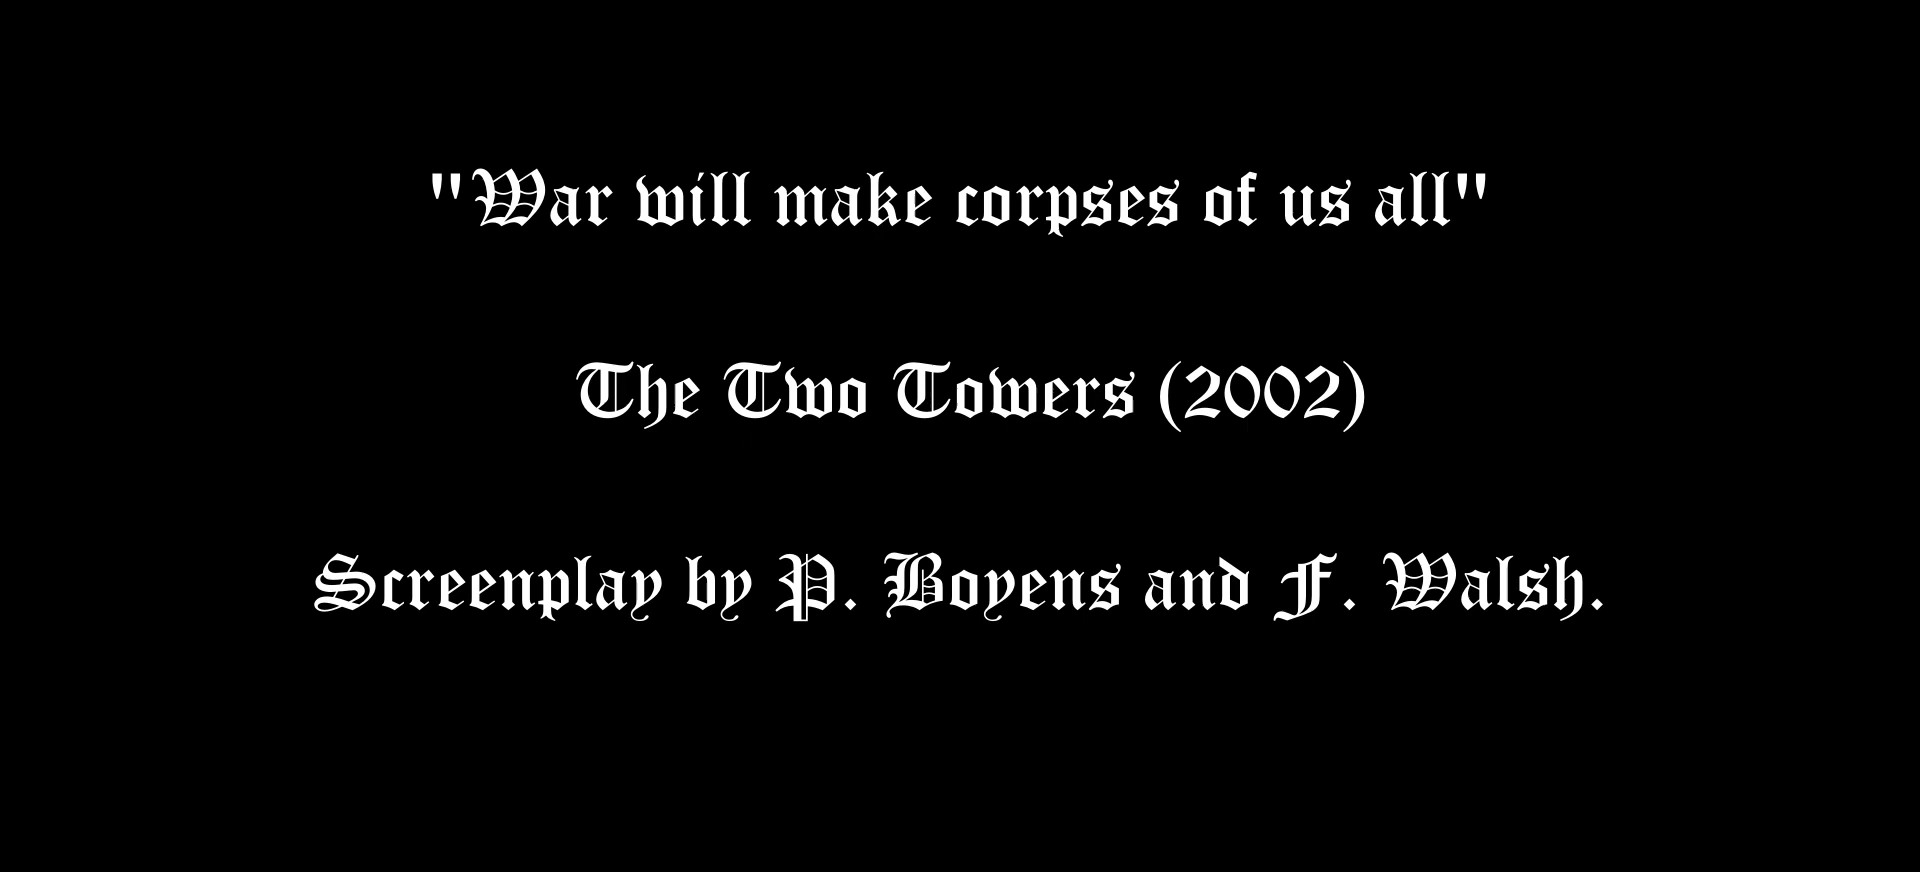 "War will make corpses of us all"
The Two Towers (2002)
Screenplay by P. Boyens and F. Walsh.